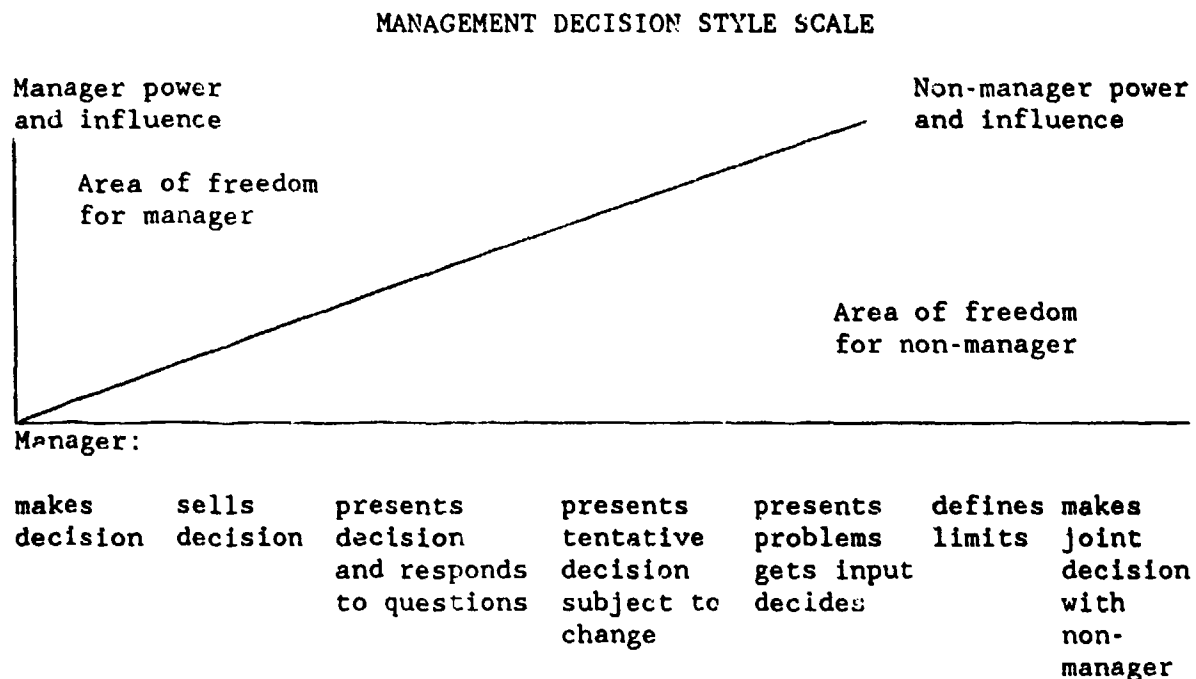 MANAGEMENT DECISION STYLE SCALE
Manager power
and influence
Non-manager power
and influence
Area of freedom
for manager
Area of freedom
for non-manager
Manager:
makes
decision
sells
decision
presents
decision
and responds
to questions
presents
tentative
decision
subject to
change
presents
problems
gets input
decides
defines
limits
makes
joint
decision
with
non-
manager